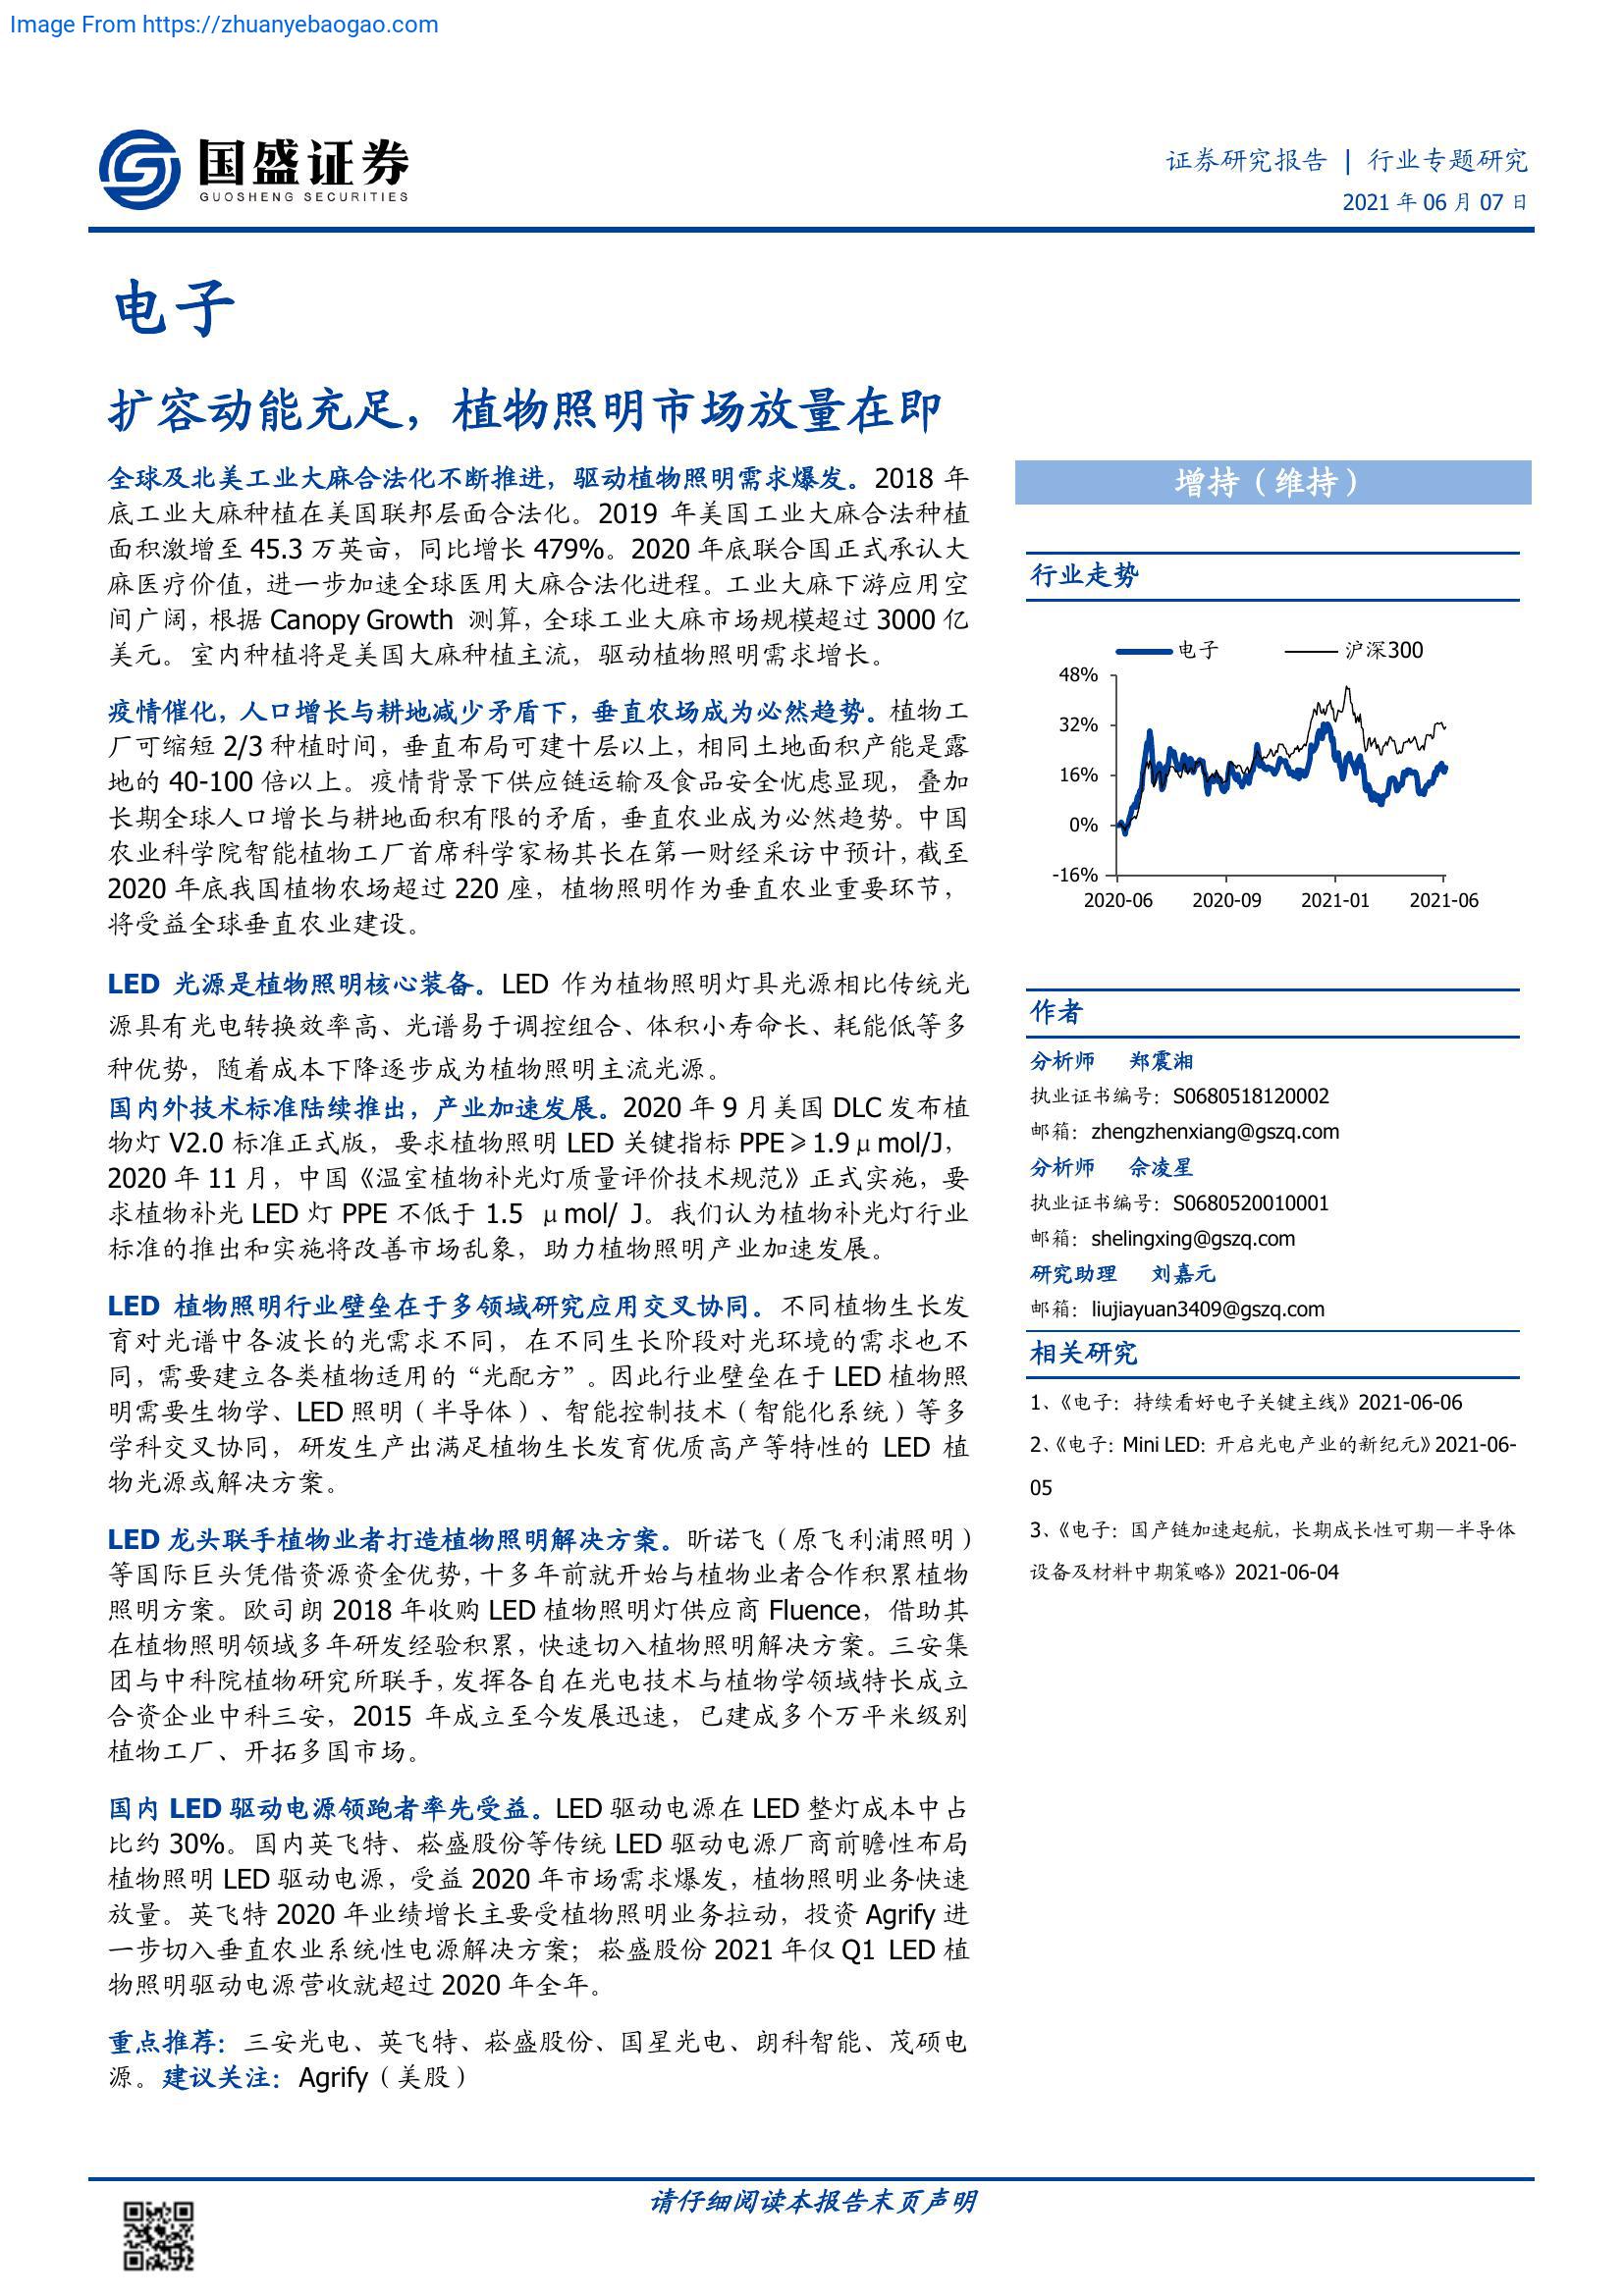 Image From https://zhuanyebaogao.com
国盛证券
GUOSHENG SECURITIES
证券研究报告 | 行业专题研究
2021 年 06 月 07 日
电子
扩容动能充足，植物照明市场放量在即
全球及北美工业大麻合法化不断推进，驱动植物照明需求爆发。2018 年
底工业大麻种植在美国联邦层面合法化。2019 年美国工业大麻合法种植
面积激增至 45.3 万英亩，同比增长 479%。2020 年底联合国正式承认大
麻医疗价值，进一步加速全球医用大麻合法化进程。工业大麻下游应用空
间广阔，根据 Canopy Growth 测算，全球工业大麻市场规模超过 3000 亿
美元。室内种植将是美国大麻种植主流，驱动植物照明需求增长。
疫情催化，人口增长与耕地减少矛盾下，垂直农场成为必然趋势。植物工
厂可缩短 2/3 种植时间，垂直布局可建十层以上，相同土地面积产能是露
地的 40-100 倍以上。疫情背景下供应链运输及食品安全忧虑显现，叠加
长期全球人口增长与耕地面积有限的矛盾，垂直农业成为必然趋势。中国
农业科学院智能植物工厂首席科学家杨其长在第一财经采访中预计，截至
2020 年底我国植物农场超过 220 座，植物照明作为垂直农业重要环节，
将受益全球垂直农业建设。
LED 光源是植物照明核心装备。LED 作为植物照明灯具光源相比传统光
源具有光电转换效率高、光谱易于调控组合、体积小寿命长、耗能低等多
种优势，随着成本下降逐步成为植物照明主流光源。
国内外技术标准陆续推出，产业加速发展。2020 年 9 月美国 DLC 发布植
物灯 V2.0 标准正式版，要求植物照明 LED 关键指标 PPE≥1.9μmol/J，
2020 年 11 月，中国《温室植物补光灯质量评价技术规范》正式实施，要
求植物补光 LED 灯 PPE 不低于 1.5 μmol/ J。我们认为植物补光灯行业
标准的推出和实施将改善市场乱象，助力植物照明产业加速发展。
LED 植物照明行业壁垒在于多领域研究应用交叉协同。不同植物生长发
育对光谱中各波长的光需求不同，在不同生长阶段对光环境的需求也不
同，需要建立各类植物适用的“光配方”。因此行业壁垒在于 LED 植物照
明需要生物学、LED 照明（半导体）、智能控制技术（智能化系统）等多
学科交叉协同，研发生产出满足植物生长发育优质高产等特性的 LED 植
物光源或解决方案。
LED 龙头联手植物业者打造植物照明解决方案。昕诺飞（原飞利浦照明）
等国际巨头凭借资源资金优势，十多年前就开始与植物业者合作积累植物
照明方案。欧司朗 2018 年收购 LED 植物照明灯供应商 Fluence，借助其
在植物照明领域多年研发经验积累，快速切入植物照明解决方案。三安集
团与中科院植物研究所联手，发挥各自在光电技术与植物学领域特长成立
合资企业中科三安，2015 年成立至今发展迅速，已建成多个万平米级别
植物工厂、开拓多国市场。
国内 LED 驱动电源领跑者率先受益。LED 驱动电源在 LED 整灯成本中占
比约 30%。国内英飞特、崧盛股份等传统 LED 驱动电源厂商前瞻性布局
植物照明 LED 驱动电源，受益 2020 年市场需求爆发，植物照明业务快速
放量。英飞特 2020 年业绩增长主要受植物照明业务拉动，投资 Agrify 进
一步切入垂直农业系统性电源解决方案；崧盛股份 2021 年仅 Q1 LED 植
物照明驱动电源营收就超过 2020 年全年。
重点推荐：三安光电、英飞特、崧盛股份、国星光电、朗科智能、茂硕电
源。建议关注：Agrify（美股）
增持（维持）
行业走势
电子 沪深300
48%
32%
16%
0%
-16%
2020-06 2020-09 2021-01 2021-06
作者
分析师 郑震湘
执业证书编号：S0680518120002
邮箱：zhengzhenxiang@gszq.com
分析师 佘凌星
执业证书编号：S0680520010001
邮箱：shelingxing@gszq.com
研究助理 刘嘉元
邮箱：liujiayuan3409@gszq.com
相关研究
1、《电子：持续看好电子关键主线》2021-06-06
2、《电子：Mini LED：开启光电产业的新纪元》2021-06-
05
3、《电子：国产链加速起航，长期成长性可期—半导体
设备及材料中期策略》2021-06-04
请仔细阅读本报告末页声明